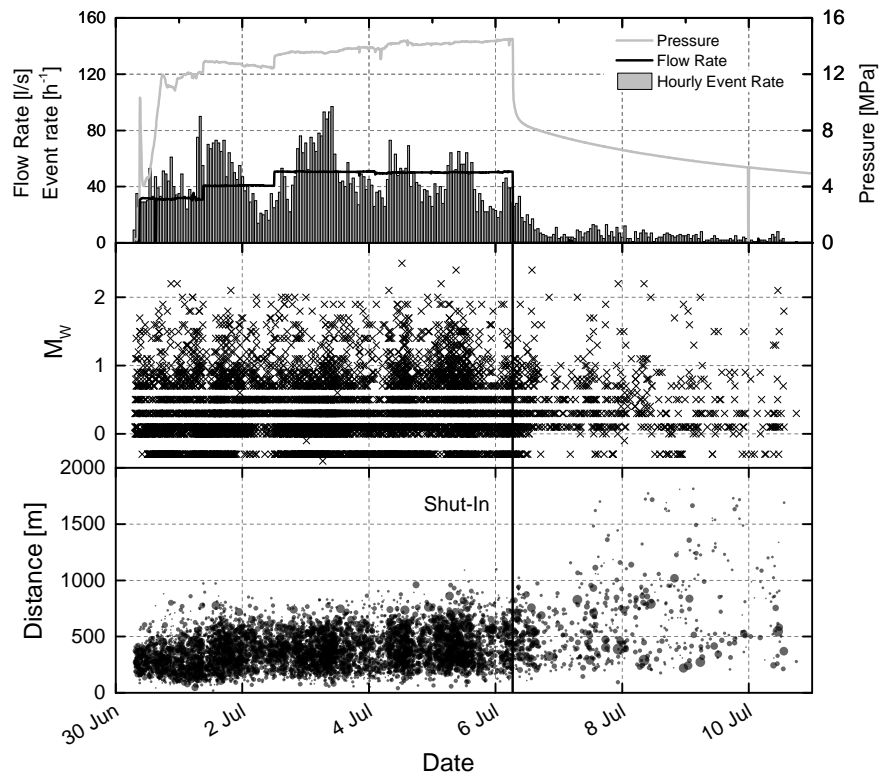 160
120
80
40
0
Flow Rate [l/s]
Event rate [h-1]
16
12
8
4
0
Pressure [MPa]
Pressure
Flow Rate
Hourly Event Rate
2
1
0
MW
2000
1500
1000
500
0
Distance [m]
Shut-In
30 Jun
2 Jul
4 Jul
6 Jul
8 Jul
10 Jul
Date